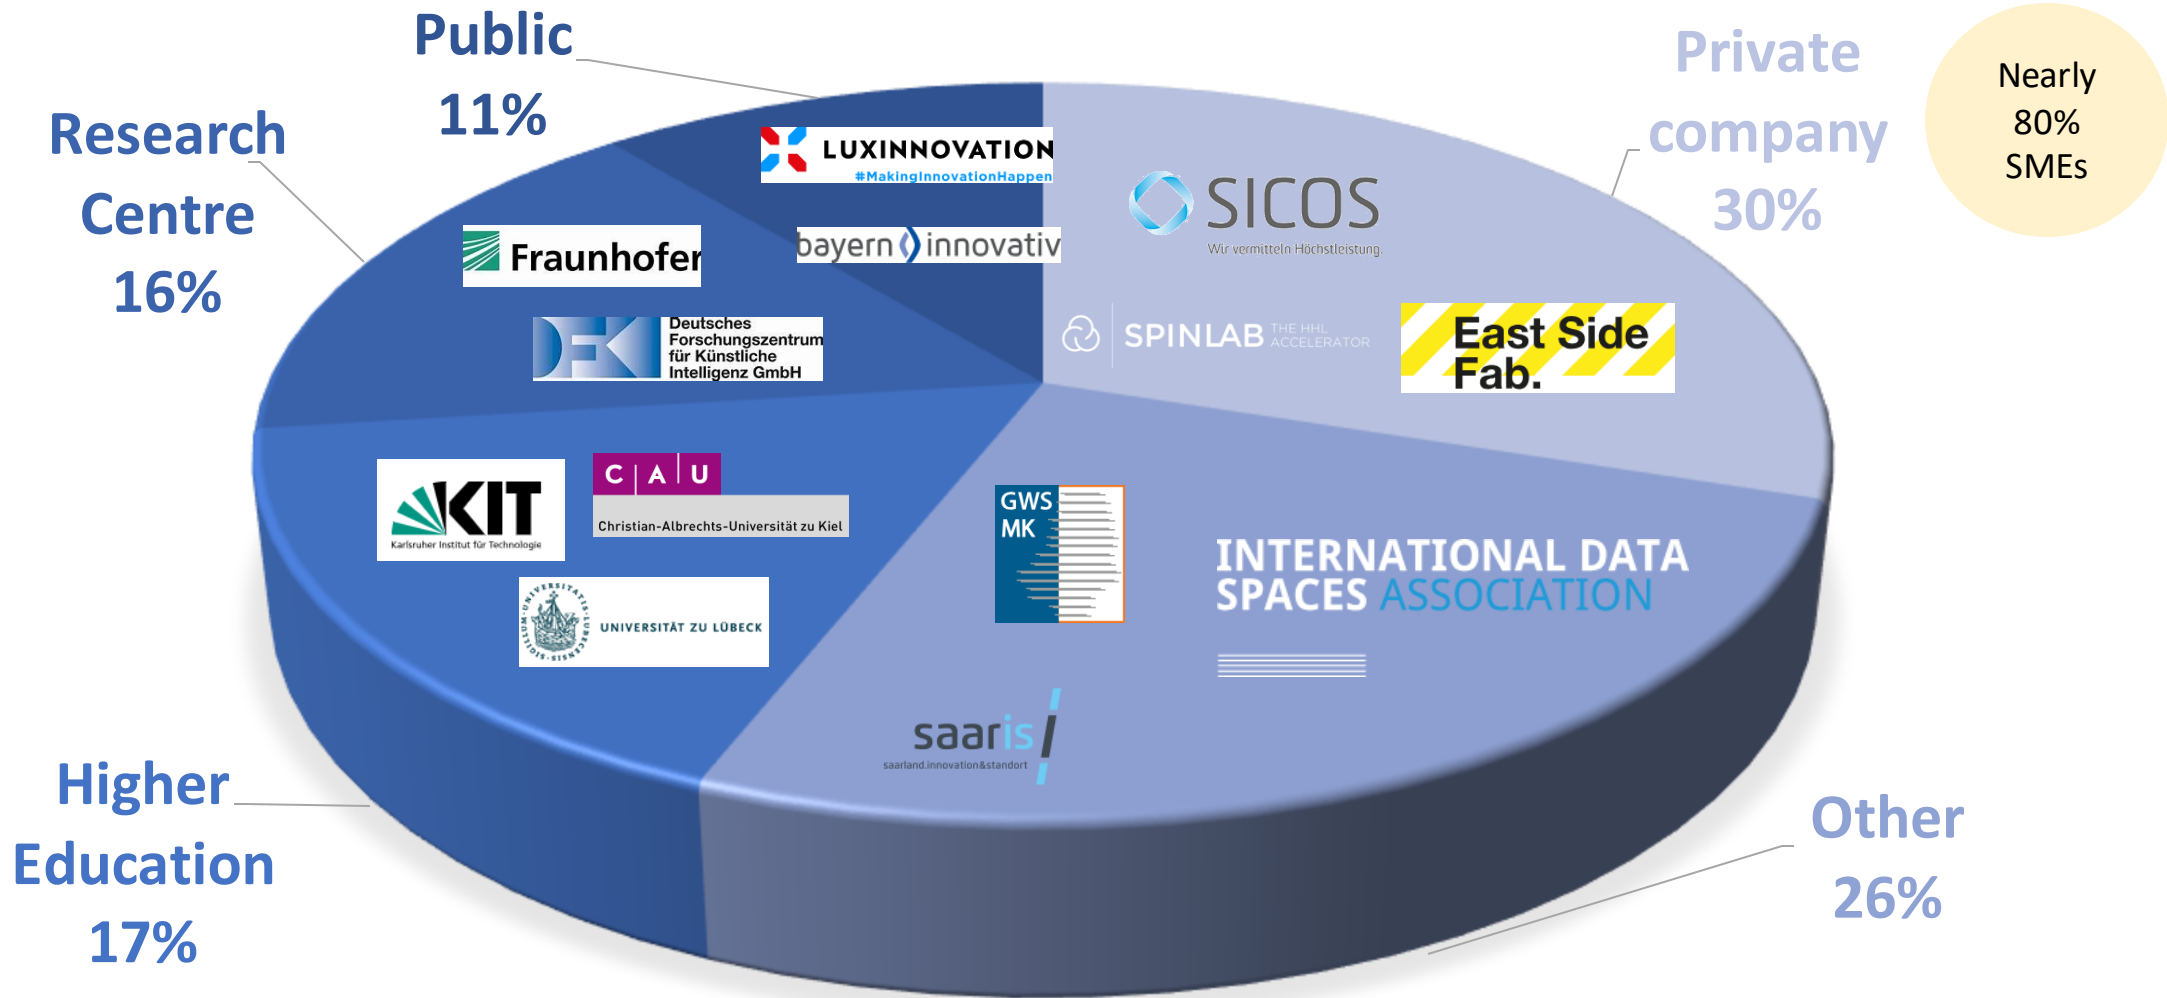 Public
11%
Research
Centre
16%
Private
company
30%
Nearly
80%
SMEs
LUXINNOVATION
#MakingInnovationHappen
bayern innovativ
SICOS
Wir vermitteln Höchstleistung.
Fraunhofer
SPINLAB THE HHL
ACCELERATOR
East Side
Fab.
DFK
Deutsches
Forschungszentrum
für Künstliche
Intelligenz GmbH
KIT
Karlsruher Institut für Technologie
C A U
Christian-Albrechts-Universität zu Kiel
UNIVERSITÄT ZU LÜBECK
GWS
MK
INTERNATIONAL DATA
SPACES ASSOCIATION
saaris
saarland.innovation&standort
Higher
Education
17%
Other
26%